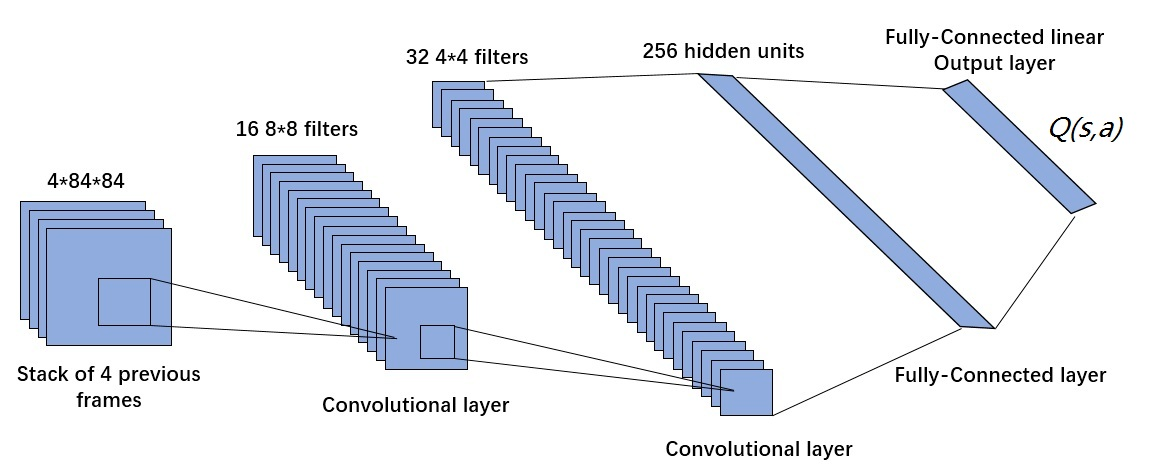 4*84*84
Stack of 4 previous
frames
16 8*8 filters
Convolutional layer
32 4*4 filters
Convolutional layer
256 hidden units
Fully-Connected layer
Fully-Connected linear
Output layer
Q(s,a)